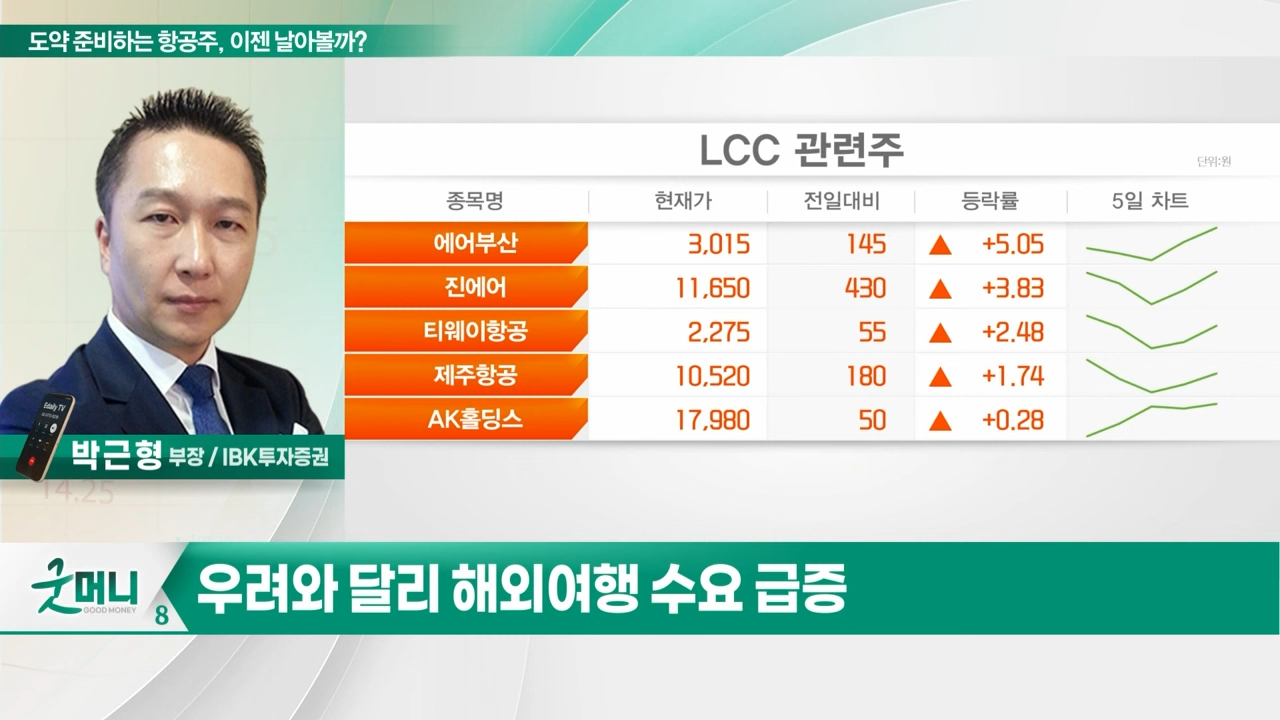 도약 준비하는 항공주, 이젠 날아볼까?
LCC 관련주
단위:원
종목명 현재가 전일대비 등락률 5일 차트
에어부산 3,015 145 ▲ +5.05
진에어 11,650 430 ▲ +3.83
티웨이항공 2,275 55 ▲ +2.48
제주항공 10,520 180 ▲ +1.74
AK홀딩스 17,980 50 ▲ +0.28
Edaily TV
박근형 부장 / IBK투자증권
14.25
굿머니
GOOD MONEY
8
우려와 달리 해외여행 수요 급증